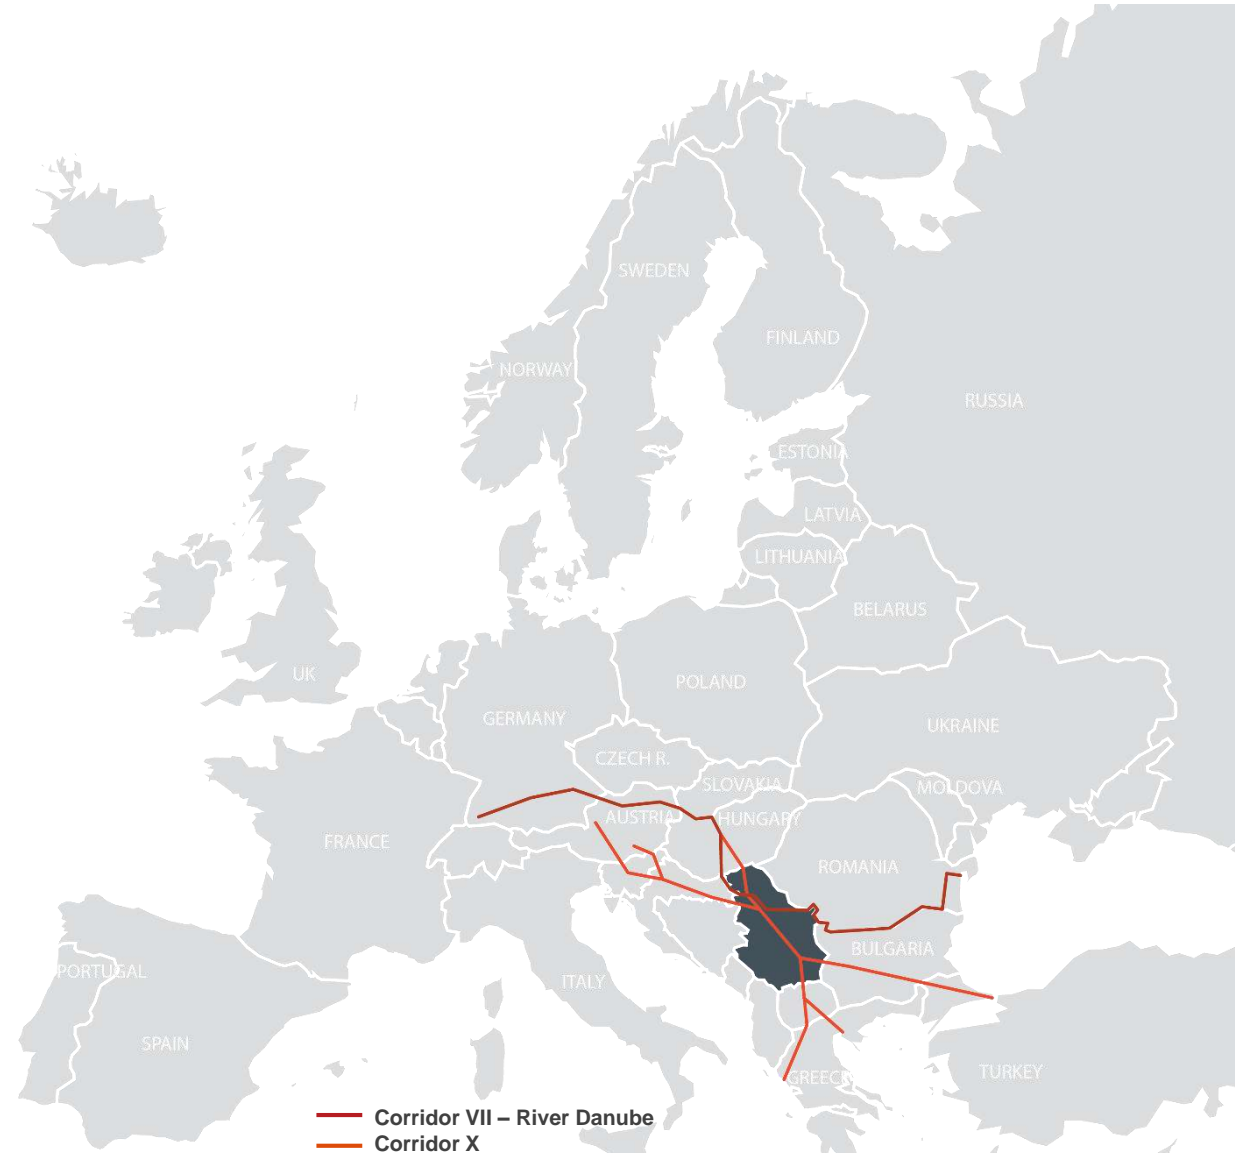 SWEDEN
FINLAND
NORWAY
RUSSIA
ESTONIA
LATVIA
LITHUANIA
BELARUS
UK
POLAND
GERMANY
UKRAINE
CZECH R.
SLOVAKIA
MOLDOVA
AUSTRIA
HUNGARY
FRANCE
ROMANIA
BULGARIA
PORTUGAL
ITALY
SPAIN
TURKEY
GREECE
Corridor VII – River Danube
Corridor X